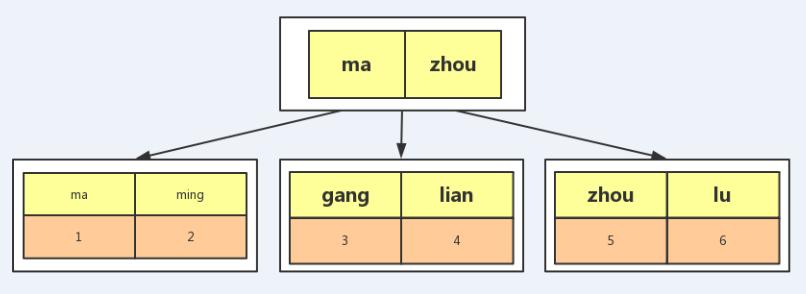 ma zhou
ma ming gang lian zhou lu
1 2 3 4 5 6